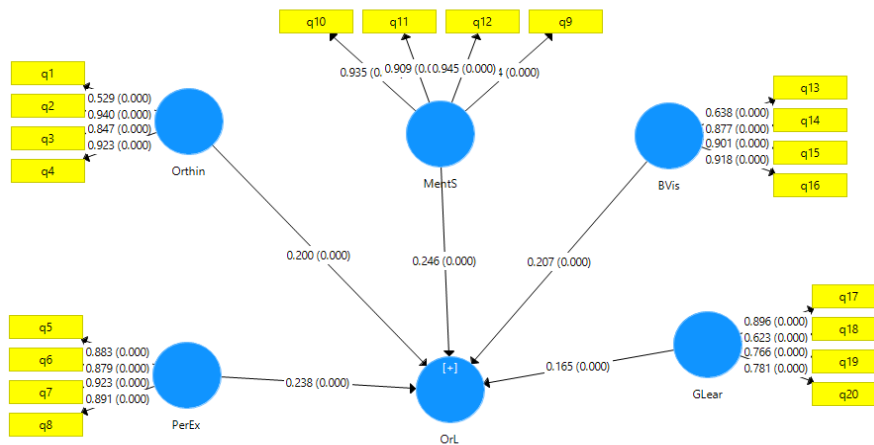 q10
q11
q12
q9
0.935 (0.
0.909 (0.0
0.945 (0.000)
4 (0.000)
q1
q2
q3
q4
0.529 (0.000)
0.940 (0.000)
0.847 (0.000)
0.923 (0.000)
Orthin
MentS
BVis
0.638 (0.000)
0.877 (0.000)
0.901 (0.000)
0.918 (0.000)
q13
q14
q15
q16
0.200 (0.000)
0.246 (0.000)
0.207 (0.000)
q5
q6
q7
q8
0.883 (0.000)
0.879 (0.000)
0.923 (0.000)
0.891 (0.000)
PerEx
0.238 (0.000)
[+]
OrL
0.165 (0.000)
GLear
0.896 (0.000)
0.623 (0.000)
0.766 (0.000)
0.781 (0.000)
q17
q18
q19
q20